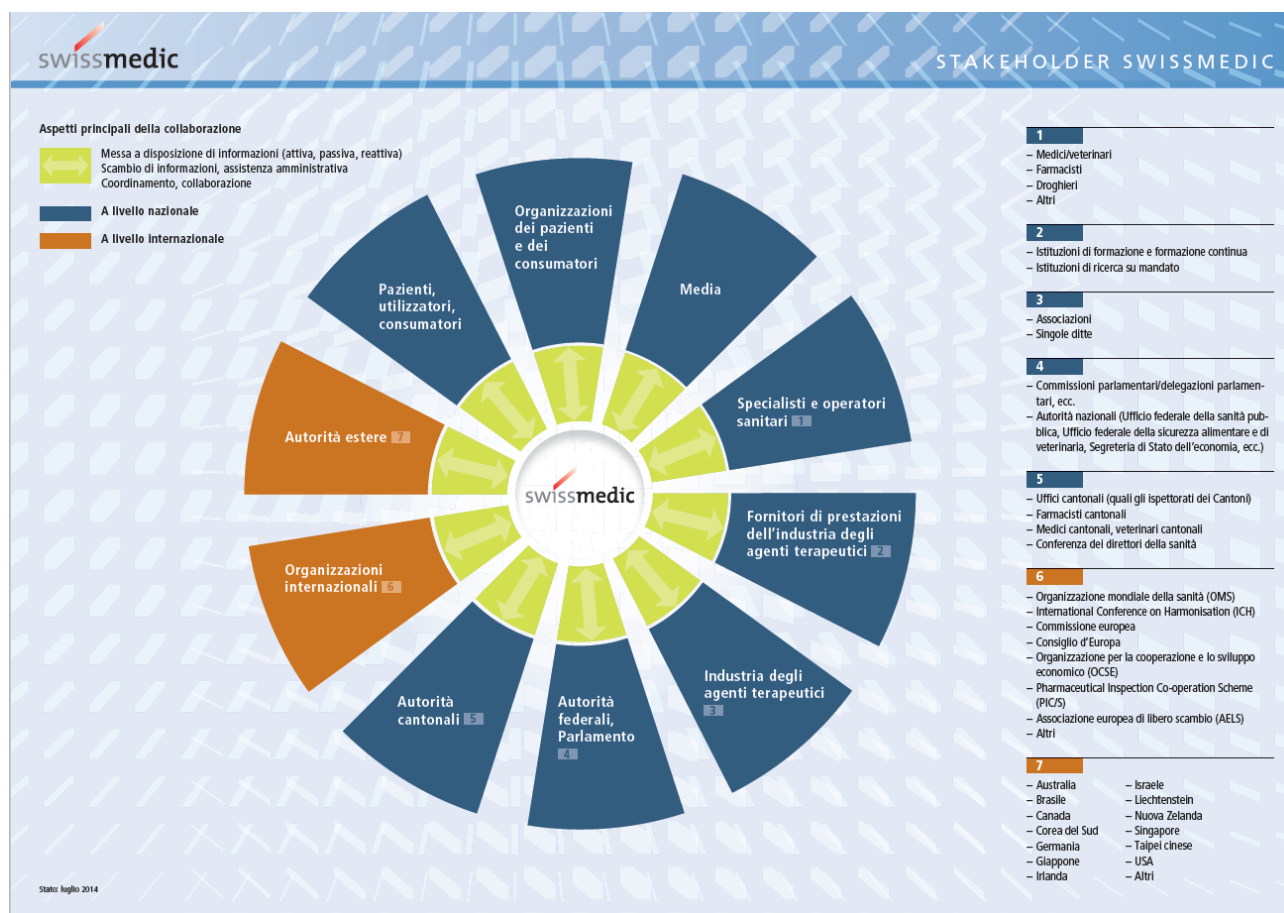 swissmedic
STAKEHOLDER SWISSMEDIC
Aspetti principali della collaborazione
Messa a disposizione di informazioni (attiva, passiva, reattiva)
Scambio di informazioni, assistenza amministrativa
Coordinamento, collaborazione
A livello nazionale
A livello internazionale
Organizzazioni
dei pazienti
e dei
consumatori
Media
Pazienti,
utilizzatori,
consumatori
Specialisti e operatori
sanitari 1
Autorità estere 7
swissmedic
Fornitori di prestazioni
dell'industria degli
agenti terapeutici 2
Organizzazioni
internazionali 6
Industria degli
agenti terapeutici
3
Autorità
cantonali 5
Autorità
federali,
Parlamento
4
1
– Medici/veterinari
– Farmacisti
– Droghieri
– Altri
2
– Istituzioni di formazione e formazione continua
– Istituzioni di ricerca su mandato
3
– Associazioni
– Singole ditte
4
– Commissioni parlamentari/delegazioni parlamen-
tari, ecc.
– Autorità nazionali (Ufficio federale della sanità pub-
blica, Ufficio federale della sicurezza alimentare e di
veterinaria, Segreteria di Stato dell'economia, ecc.)
5
– Uffici cantonali (quali gli ispettorati dei Cantoni)
– Farmacisti cantonali
– Medici cantonali, veterinari cantonali
– Conferenza dei direttori della sanità
6
– Organizzazione mondiale della sanità (OMS)
– International Conference on Harmonisation (ICH)
– Commissione europea
– Consiglio d'Europa
– Organizzazione per la cooperazione e lo sviluppo
economico (OCSE)
– Pharmaceutical Inspection Co-operation Scheme
(PIC/S)
– Associazione europea di libero scambio (AELS)
– Altri
7
– Australia
– Brasile
– Canada
– Corea del Sud
– Germania
– Giappone
– Irlanda
– Israele
– Liechtenstein
– Nuova Zelanda
– Singapore
– Taipei cinese
– USA
– Altri
Stato: luglio 2014